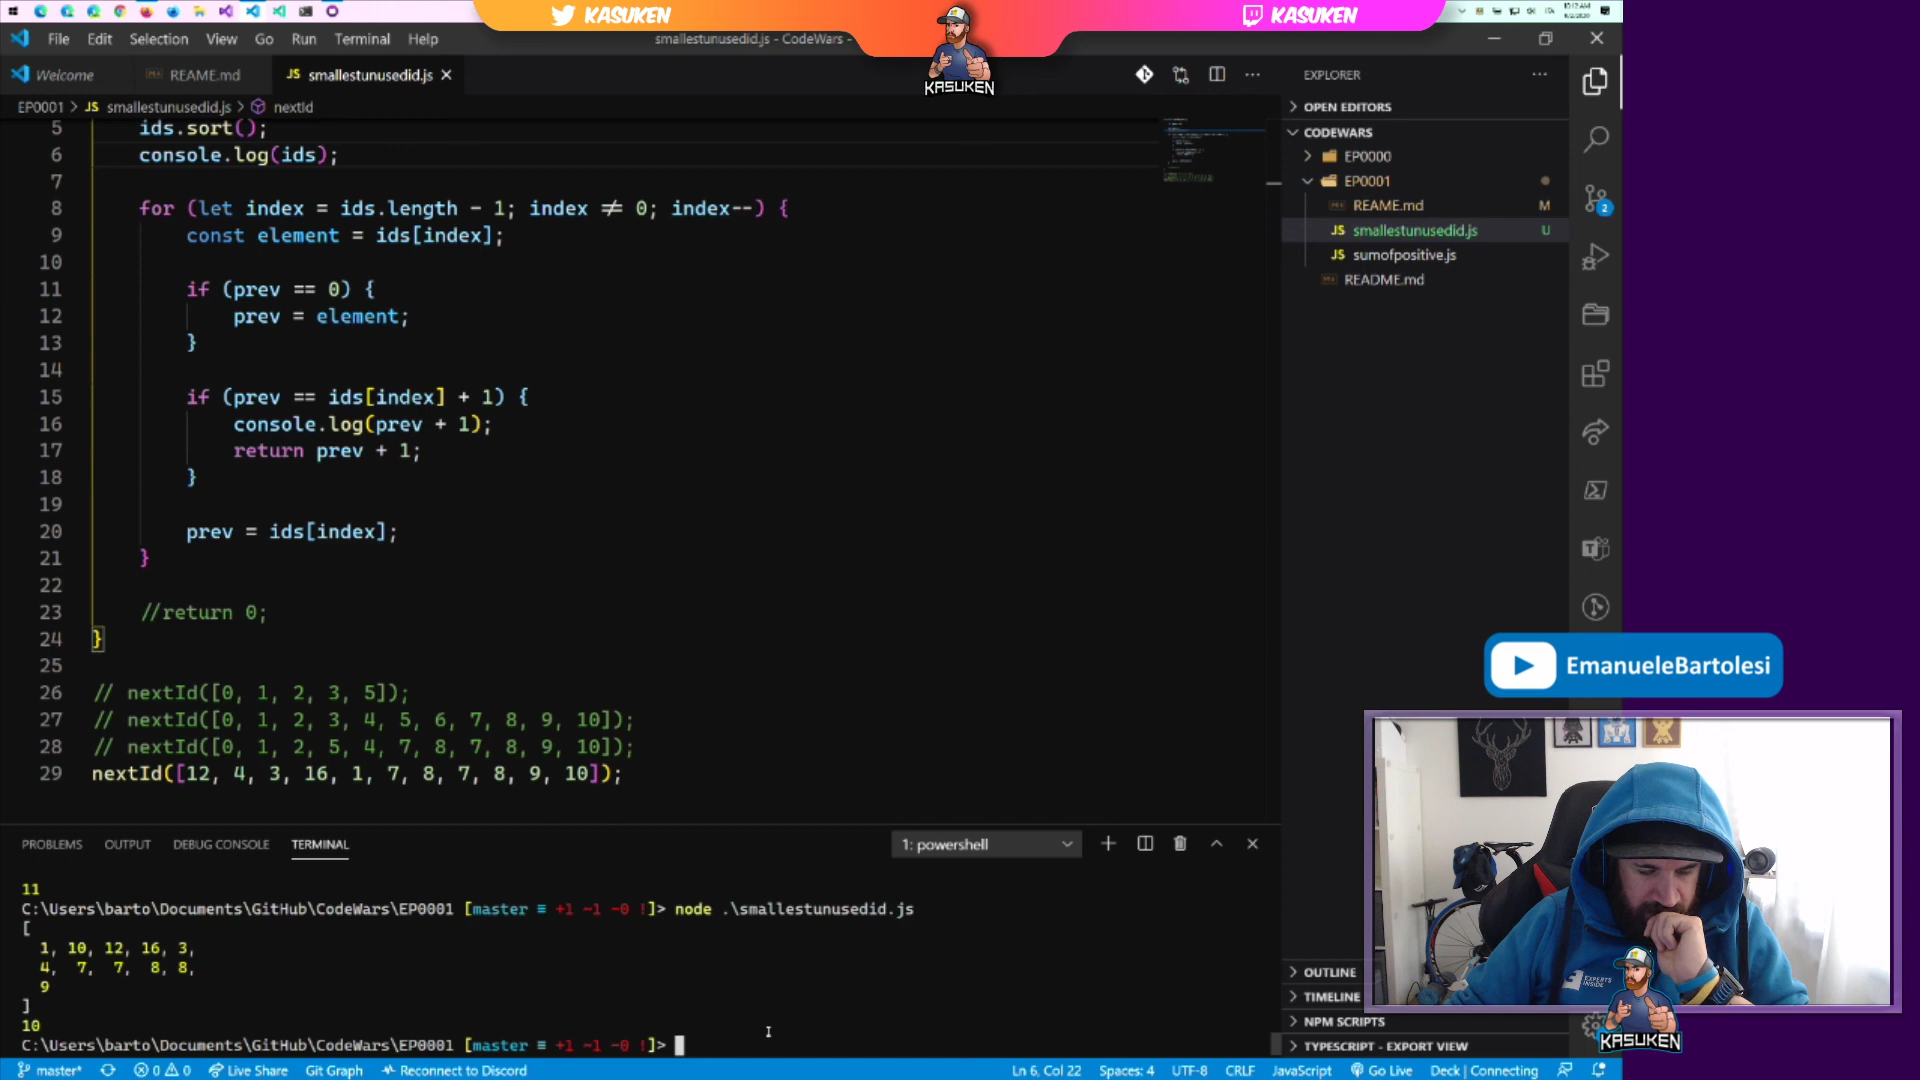 KASUKEN
KASUKEN
KASUKEN
10:12 AM
File Edit Selection View Go Run Terminal Help
smallestunusedid.js - CodeWars -
Welcome
REAME.md
JS smallestunusedid.js
EP0001 > JS smallestunusedid.js > nextId
5 ids.sort();
6 console.log(ids);
7
8 for (let index = ids.length - 1; index ≠ 0; index--) {
9 const element = ids[index];
10
11 if (prev == 0) {
12 prev = element;
13 }
14
15 if (prev == ids[index] + 1) {
16 console.log(prev + 1);
17 return prev + 1;
18 }
19
20 prev = ids[index];
21 }
22
23 //return 0;
24 }
25
26 // nextId([0, 1, 2, 3, 5]);
27 // nextId([0, 1, 2, 3, 4, 5, 6, 7, 8, 9, 10]);
28 // nextId([0, 1, 2, 5, 4, 7, 8, 7, 8, 9, 10]);
29 nextId([12, 4, 3, 16, 1, 7, 8, 7, 8, 9, 10]);
PROBLEMS OUTPUT DEBUG CONSOLE TERMINAL
1: powershell
11
C:\Users\barto\Documents\GitHub\CodeWars\EP0001 [master ≡ +1 ~1 -0 !]> node .\smallestunusedid.js
[
1, 10, 12, 16, 3,
4, 7, 7, 8, 8,
9
]
10
C:\Users\barto\Documents\GitHub\CodeWars\EP0001 [master ≡ +1 ~1 -0 !]>
EXPLORER
OPEN EDITORS
CODEWARS
EP0000
EP0001
REAME.md M
JS smallestunusedid.js U
JS sumofpositive.js
README.md
2
OUTLINE
TIMELINE
NPM SCRIPTS
TYPESCRIPT - EXPORT VIEW
EmanueleBartolesi
EXPERTS
INSIDE
KASUKEN
master* 0 0 Live Share Git Graph Reconnect to Discord
Ln 6, Col 22 Spaces: 4 UTF-8 CRLF JavaScript Go Live Deck | Connecting